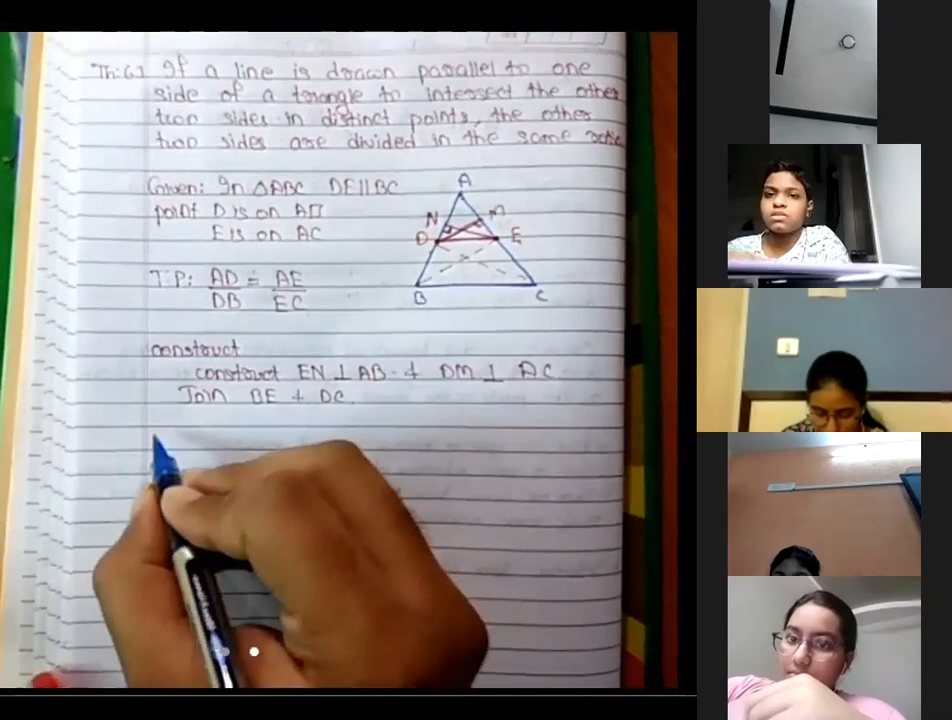 Th:6.1 If a line is drawn parallel to one
side of a triangle to intersect the other
two sides in distinct points, the other
two sides are divided in the same ratio
Given: In △ABC DE||BC
point D is on AB
E is on AC
A
N M
D E
B C
T.P: AD = AE
DB EC
construct
construct EN ⊥ AB & DM ⊥ AC
Join BE & DC.